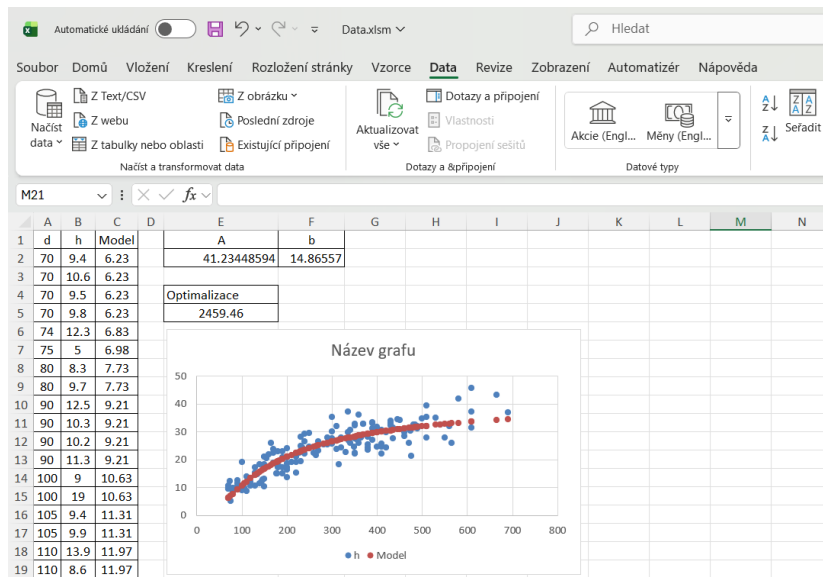 Automatické ukládání Data.xlsm Hledat
Soubor Domů Vložení Kreslení Rozložení stránky Vzorce Data Revize Zobrazení Automatizér Nápověda
Načíst data
Z Text/CSV
Z webu
Z tabulky nebo oblasti
Z obrázku
Poslední zdroje
Existující připojení
Načíst a transformovat data
Aktualizovat vše
Dotazy a připojení
Vlastnosti
Propojení sešitů
Dotazy a &připojení
Akcie (Engl... Měny (Engl...
Datové typy
Seřadit
M21 fx
A B C D E F G H I J K L M N
1 d h Model A b
2 70 9.4 6.23 41.23448594 14.86557
3 70 10.6 6.23
4 70 9.5 6.23 Optimalizace
5 70 9.8 6.23 2459.46
6 74 12.3 6.83
7 75 5 6.98
8 80 8.3 7.73
9 80 9.7 7.73
10 90 12.5 9.21
11 90 10.3 9.21
12 90 10.2 9.21
13 90 11.3 9.21
14 100 9 10.63
15 100 19 10.63
16 105 9.4 11.31
17 105 9.9 11.31
18 110 13.9 11.97
19 110 8.6 11.97
Název grafu
50
40
30
20
10
0
0 100 200 300 400 500 600 700 800
h Model